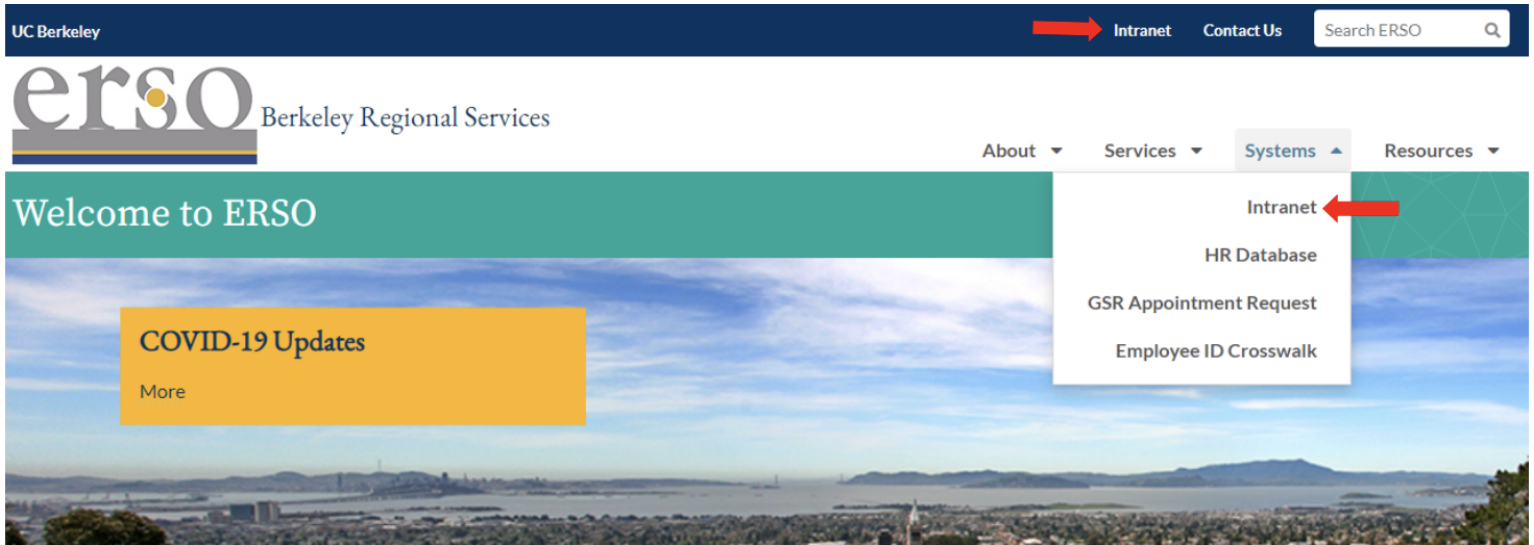 UC Berkeley
Intranet
Contact Us
Search ERSO
erso
Berkeley Regional Services
About
Services
Systems
Resources
Welcome to ERSO
Intranet
HR Database
GSR Appointment Request
Employee ID Crosswalk
COVID-19 Updates
More